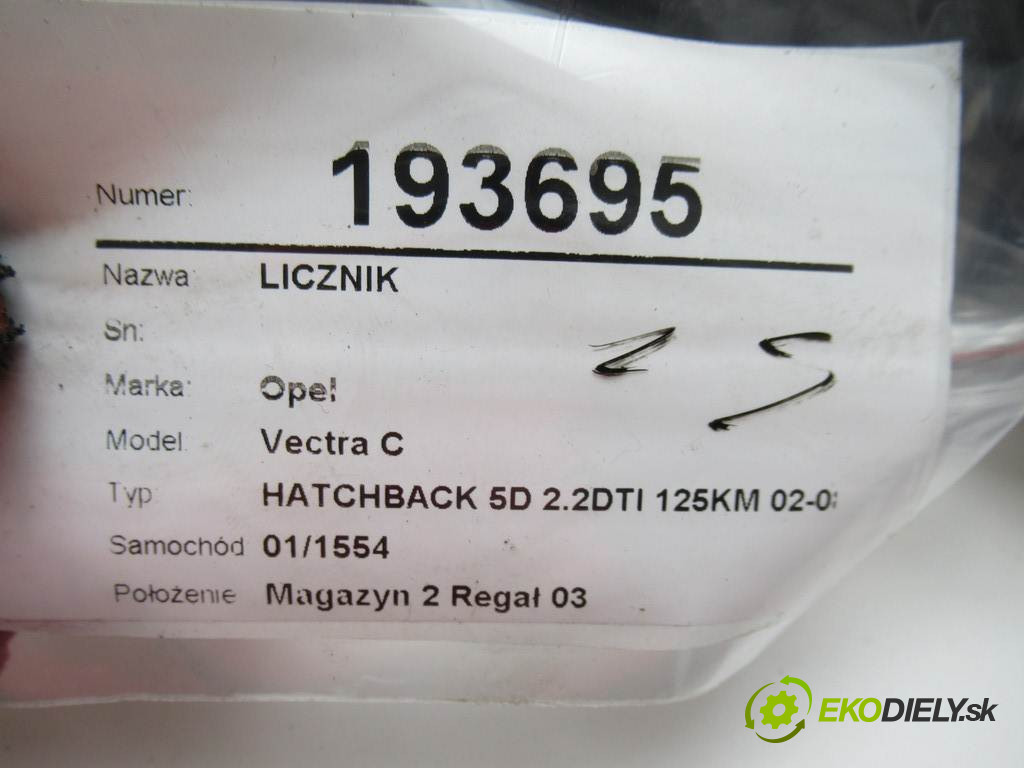 Numer: 193695
Nazwa: LICZNIK
Sn:
Marka: Opel
Model: Vectra C
Typ: HATCHBACK 5D 2.2DTI 125KM 02-0
Samochód 01/1554
Położenie Magazyn 2 Regał 03
EKODIELY.sk